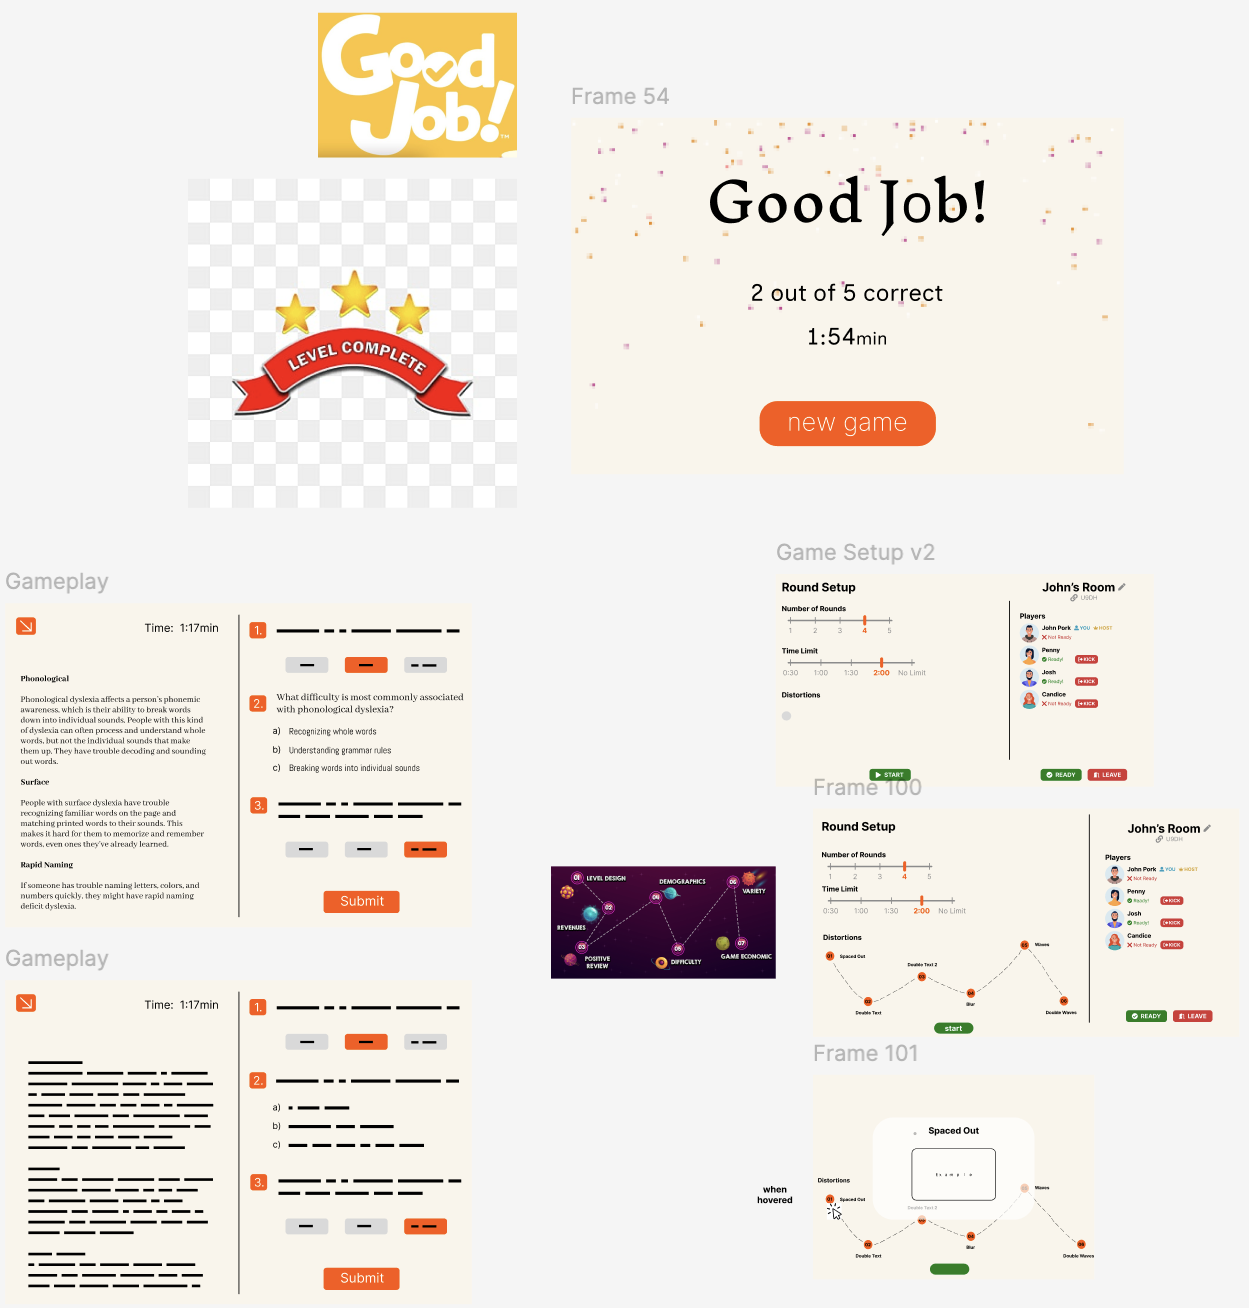 Good
Job!
TM
LEVEL COMPLETE
Frame 54
Good Job!
2 out of 5 correct
1:54min
new game
Gameplay
Time: 1:17min
Phonological
Phonological dyslexia affects a person's phonemic
awareness, which is their ability to break words
down into individual sounds. People with this kind
of dyslexia can often process and understand whole
words, but not the individual sounds that make
them up. They have trouble decoding and sounding
out words.
Surface
People with surface dyslexia have trouble
recognizing familiar words on the page and
matching printed words to their sounds. This
makes it hard for them to memorize and remember
words, even ones they've already learned.
Rapid Naming
If someone has trouble naming letters, colors, and
numbers quickly, they might have rapid naming
deficit dyslexia.
1.
2.
What difficulty is most commonly associated
with phonological dyslexia?
a) Recognizing whole words
b) Understanding grammar rules
c) Breaking words into individual sounds
3.
Submit
Game Setup v2
Round Setup
Number of Rounds
1 2 3 4 5
Time Limit
0:30 1:00 1:30 2:00 No Limit
Distortions
START
John's Room
U9DH
Players
John Pork YOU HOST
Not Ready
Penny
Ready! KICK
Josh
Ready! KICK
Candice
Not Ready KICK
READY LEAVE
Frame 100
Round Setup
Number of Rounds
1 2 3 4 5
Time Limit
0:30 1:00 1:30 2:00 No Limit
Distortions
01 Spaced Out
02
Double Text
Double Text 2
03
04
Blur
05 Waves
06
Double Waves
start
John's Room
U9DH
Players
John Pork YOU HOST
Not Ready
Penny
Ready! KICK
Josh
Ready! KICK
Candice
Not Ready KICK
READY LEAVE
01 LEVEL DESIGN
02
REVENUES
03
POSITIVE
REVIEW
DEMOGRAPHICS
04
05
DIFFICULTY
06
VARIETY
07
GAME ECONOMIC
Gameplay
Time: 1:17min
1.
2.
a)
b)
c)
3.
Submit
Frame 101
when
hovered
Spaced Out
Example
Distortions
01 Spaced Out
02
Double Text
Double Text 2
03
04
Blur
05 Waves
06
Double Waves